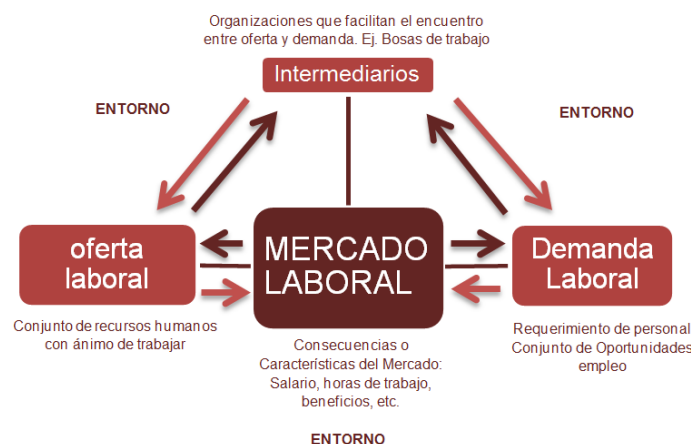 Organizaciones que facilitan el encuentro
entre oferta y demanda. Ej. Bosas de trabajo
Intermediarios
ENTORNO
ENTORNO
oferta
laboral
MERCADO
LABORAL
Demanda
Laboral
Conjunto de recursos humanos
con ánimo de trabajar
Consecuencias o
Características del Mercado:
Salario, horas de trabajo,
beneficios, etc.
Requerimiento de personal
Conjunto de Oportunidades
empleo
ENTORNO